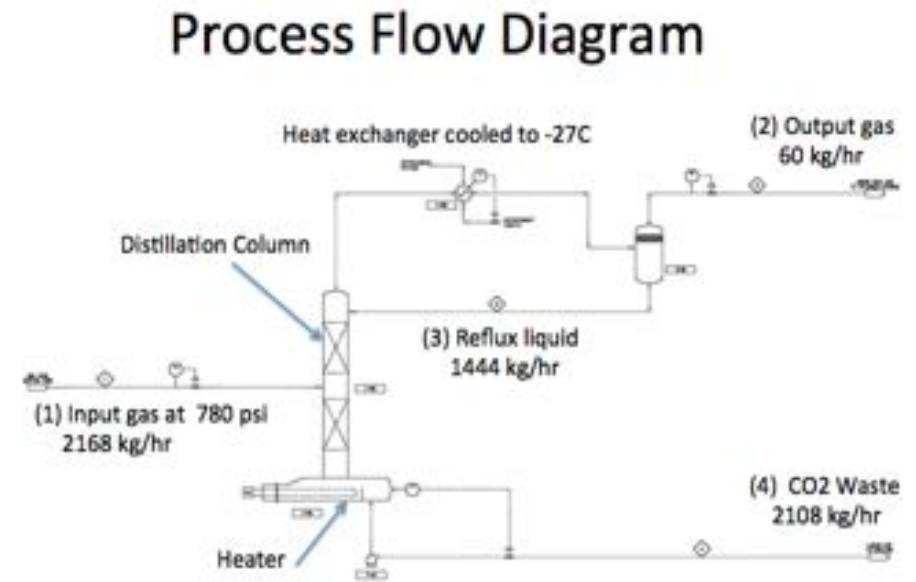 Process Flow Diagram
Heat exchanger cooled to -27C
(2) Output gas
60 kg/hr
Distillation Column
(3) Reflux liquid
1444 kg/hr
(1) Input gas at 780 psi
2168 kg/hr
(4) CO2 Waste
2108 kg/hr
Heater